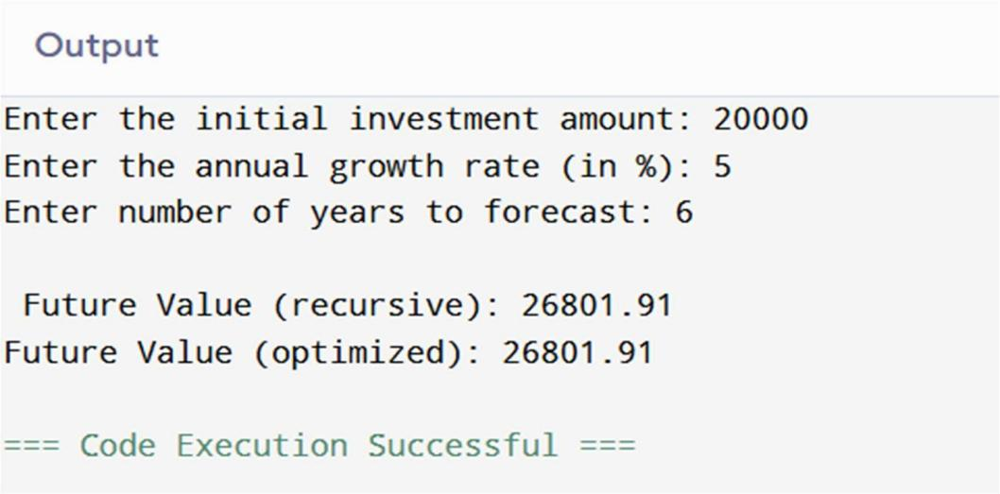 Output
Enter the initial investment amount: 20000
Enter the annual growth rate (in %): 5
Enter number of years to forecast: 6
Future Value (recursive): 26801.91
Future Value (optimized): 26801.91
=== Code Execution Successful ===